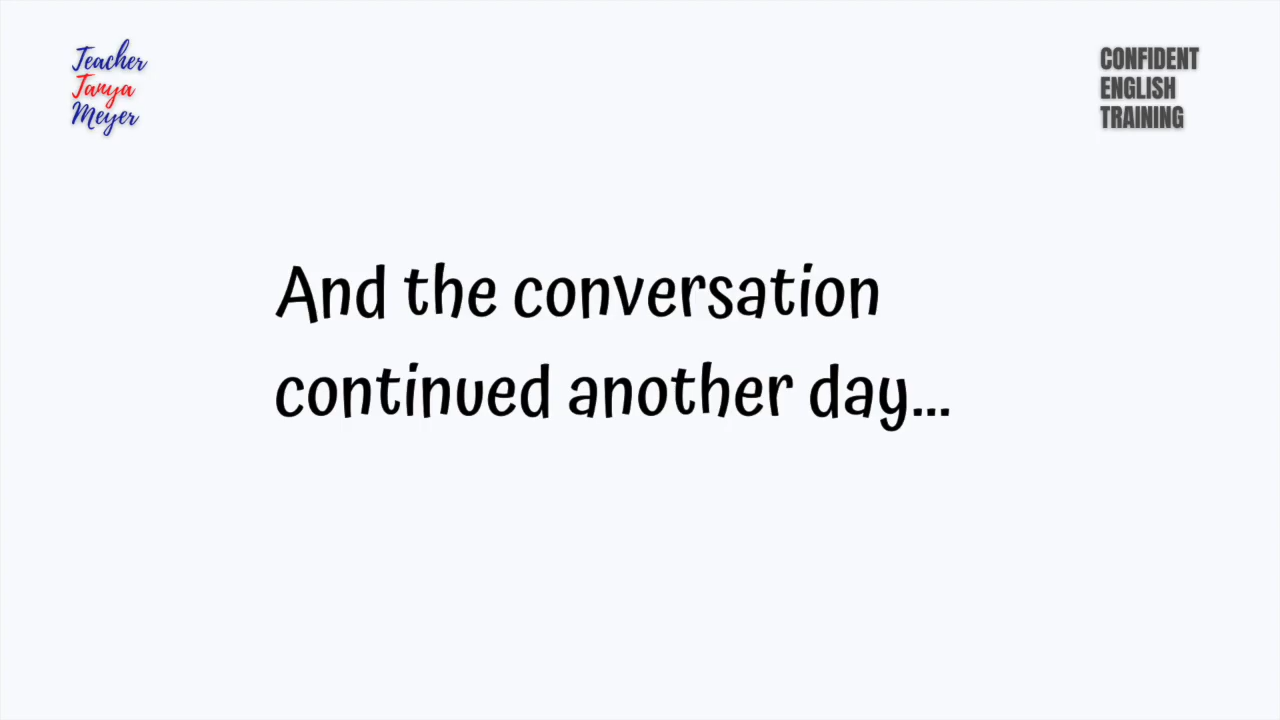 Teacher
Tanya
Meyer
CONFIDENT
ENGLISH
TRAINING
And the conversation
continued another day...